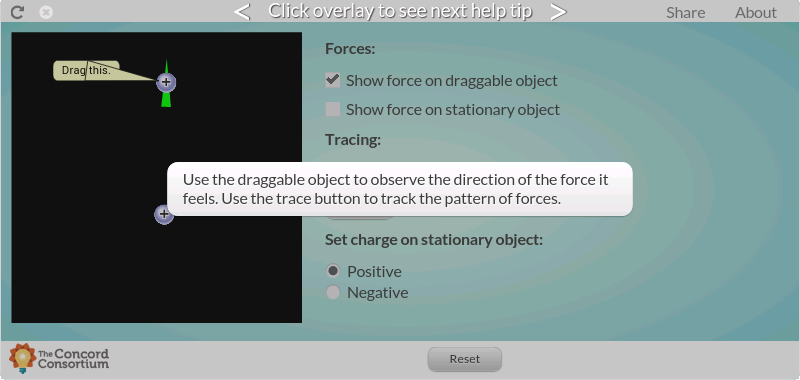 < Click overlay to see next help tip >
Share
About
Drag this.
Forces:
Show force on draggable object
Show force on stationary object
Tracing:
Use the draggable object to observe the direction of the force it
feels. Use the trace button to track the pattern of forces.
Set charge on stationary object:
Positive
Negative
The Concord
Consortium
Reset